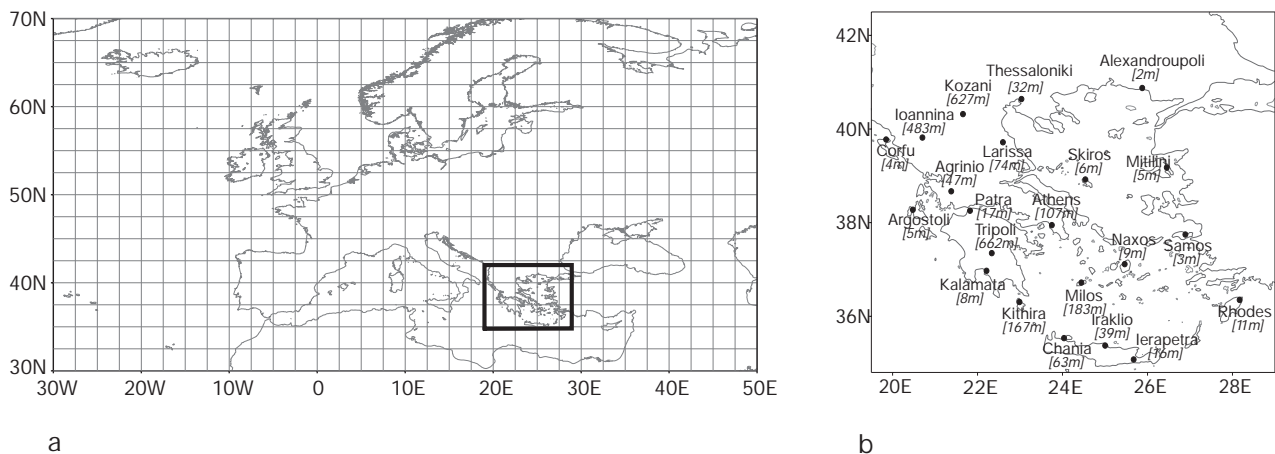 70N
60N
50N
40N
30N
30W 20W 10W 0 10E 20E 30E 40E 50E
a
42N
40N
38N
36N
Alexandroupoli
[2m]
Thessaloniki
[32m]
Kozani
[627m]
Ioannina
[483m]
Corfu
[4m]
Larissa
[74m]
Skiros
[6m]
Mitilini
[5m]
Agrinio
[47m]
Patra
[17m]
Athens
[107m]
Argostoli
[5m]
Tripoli
[662m]
Naxos
[9m]
Samos
[3m]
Kalamata
[8m]
Milos
[183m]
Kithira
[167m]
Rhodes
[11m]
Iraklio
[39m]
Ierapetra
[16m]
Chania
[63m]
20E 22E 24E 26E 28E
b